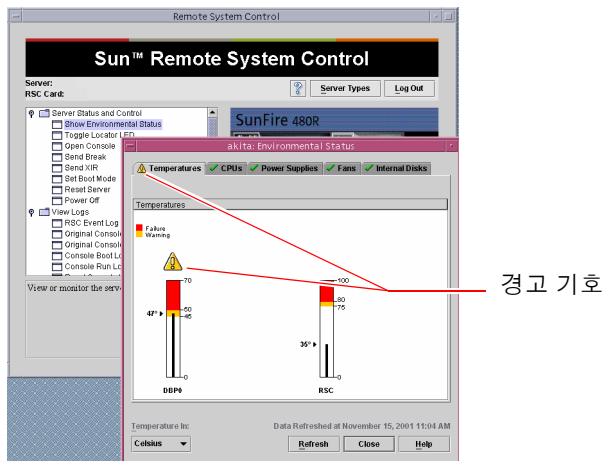 Remote System Control
Sun™ Remote System Control
Server:
RSC Card:
Server Types
Log Out
Server Status and Control
Show Environmental Status
Toggle Locator LED
Open Console
Send Break
Send XIR
Set Boot Mode
Reset Server
Power Off
View Logs
RSC Event Log
Original Consol
Original Consol
Console Boot Lo
Console Run Lo
View or monitor the serv
SunFire 480R
akita: Environmental Status
Temperatures
CPUs
Power Supplies
Fans
Internal Disks
Temperatures
Failure
Warning
70
50
45
0
47°
DBP0
100
80
75
0
35°
RSC
경고 기호
Temperature In:
Data Refreshed at November 15, 2001 11:04 AM
Celsius
Refresh
Close
Help